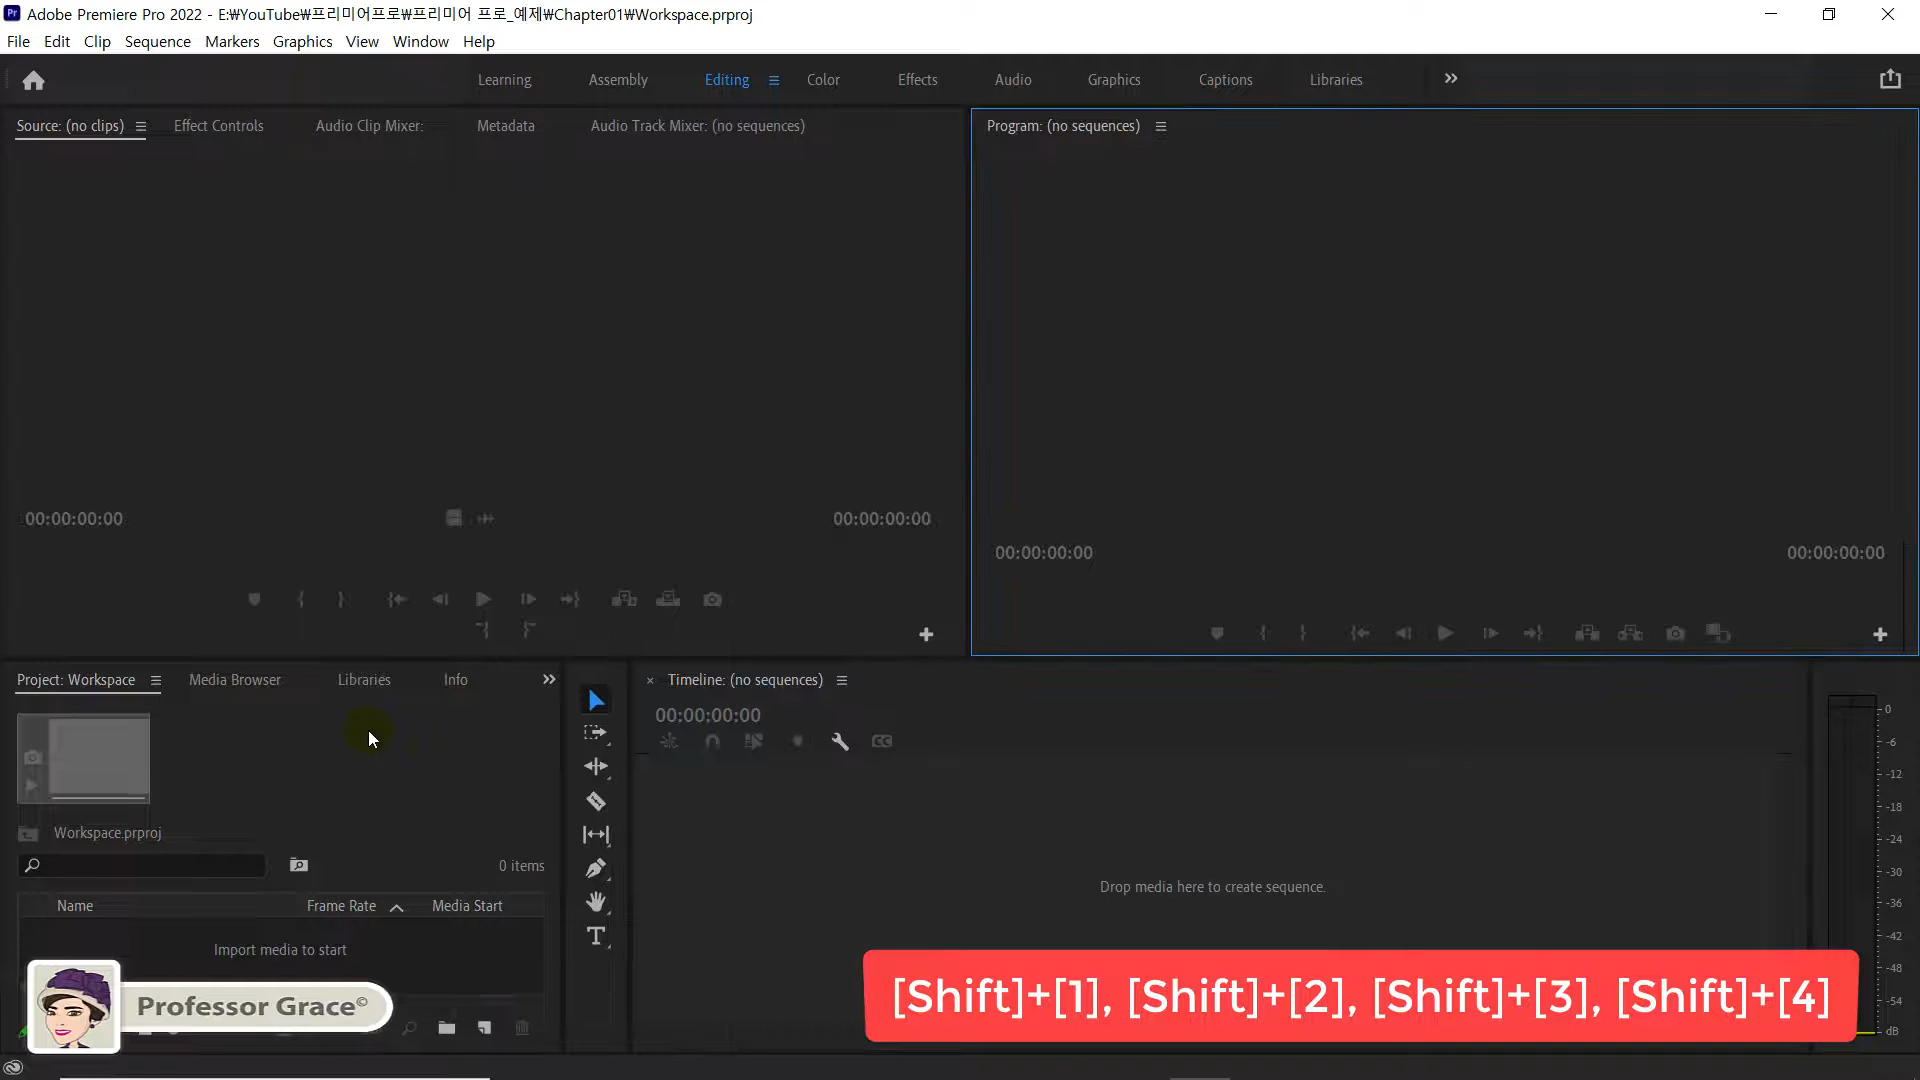 Adobe Premiere Pro 2022 - E:₩YouTube₩프리미어프로₩프리미어 프로_예제₩Chapter01₩Workspace.prproj
File Edit Clip Sequence Markers Graphics View Window Help
Learning Assembly Editing Color Effects Audio Graphics Captions Libraries
Source: (no clips) Effect Controls Audio Clip Mixer: Metadata Audio Track Mixer: (no sequences)
Program: (no sequences)
00:00:00:00 00:00:00:00
00:00:00:00 00:00:00:00
Project: Workspace Media Browser Libraries Info
Timeline: (no sequences)
00:00:00:00
Workspace.prproj
0 items
Name Frame Rate Media Start
Import media to start
Drop media here to create sequence.
0
-6
-12
-18
-24
-30
-36
-42
-48
-54
dB
Professor Grace©
[Shift]+[1], [Shift]+[2], [Shift]+[3], [Shift]+[4]